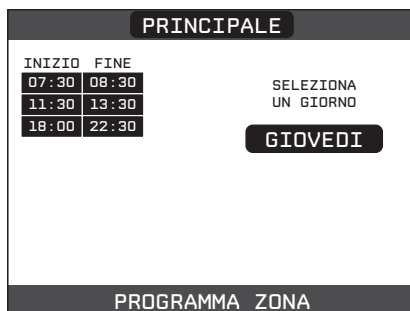 PRINCIPALE
INIZIO FINE
07:30 08:30
11:30 13:30
18:00 22:30
SELEZIONA
UN GIORNO
GIOVEDI
PROGRAMMA ZONA